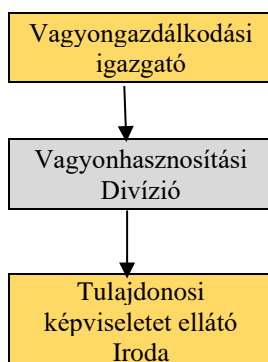 Vagyongazdálkodási
igazgató
Vagyonhasznosítási
Divízió
Tulajdonosi
képviseletet ellátó
Iroda